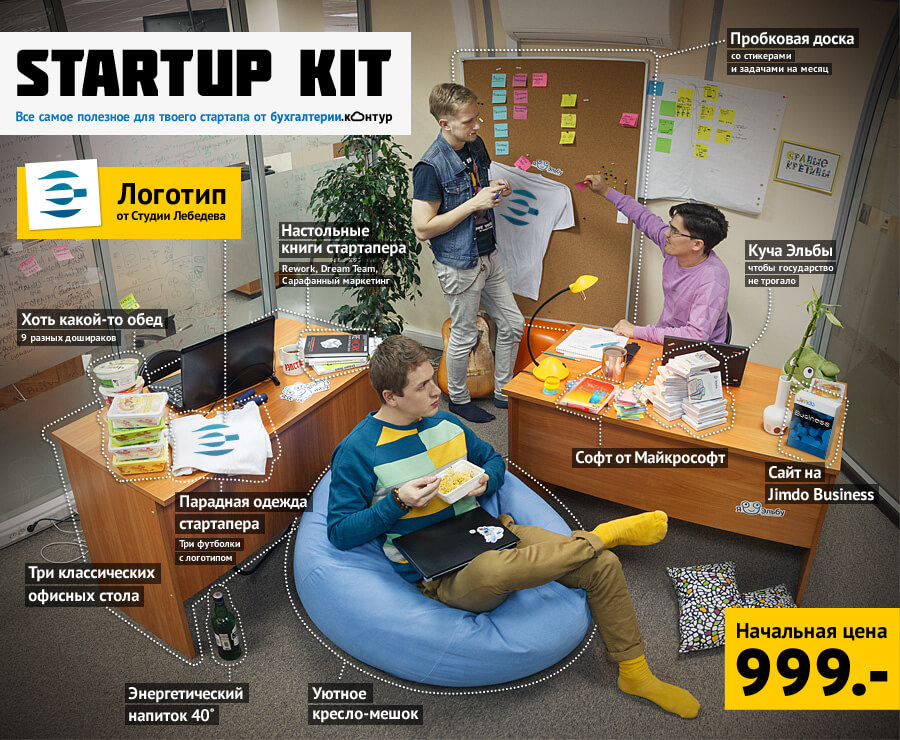 STARTUP KIT
Все самое полезное для твоего стартапа от бухгалтерии.контур
Логотип
от Студии Лебедева
Пробковая доска
со стикерами
и задачами на месяц
Настольные
книги стартапера
Rework, Dream Team,
Сарафанный маркетинг
Куча Эльбы
чтобы государство
не трогало
Хоть какой-то обед
9 разных дошираков
Софт от Майкрософт
Jimdo
Business
Сайт на
Jimdo Business
Я Эльбу
Парадная одежда
стартапера
Три футболки
с логотипом
Три классических
офисных стола
Энергетический
напиток 40°
Уютное
кресло-мешок
Начальная цена
999.-